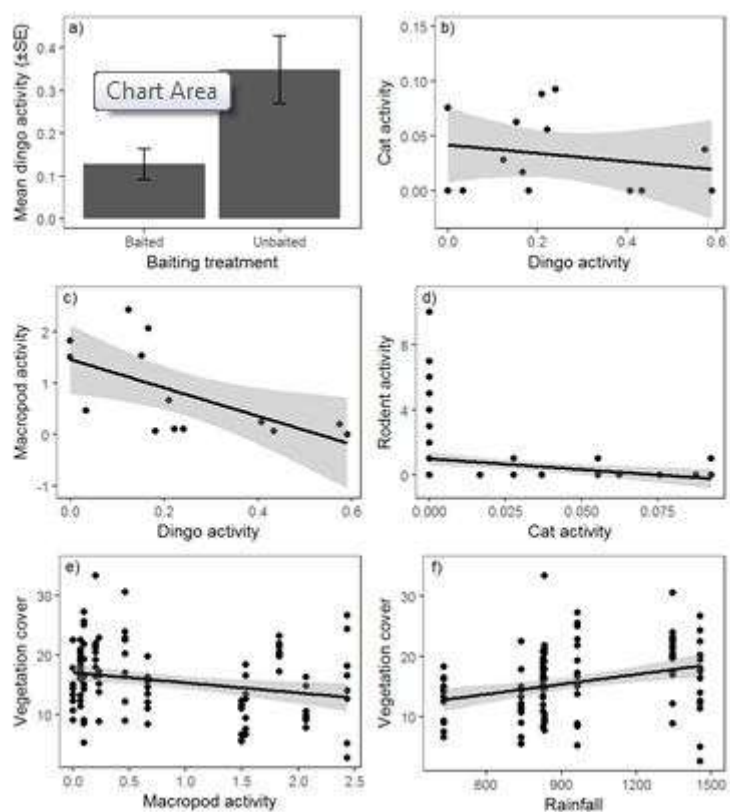 a)
Mean dingo activity (±SE)
0.4
0.3
0.2
0.1
0.0
Chart Area
Baited
Unbaited
Baiting treatment
b)
Cat activity
0.15
0.10
0.05
0.00
0.0
0.2
0.4
0.6
Dingo activity
c)
Macropod activity
2
1
0
-1
0.0
0.2
0.4
0.6
Dingo activity
d)
Rodent activity
8
4
0
0.000
0.025
0.050
0.075
Cat activity
e)
Vegetation cover
30
20
10
0.0
0.5
1.0
1.5
2.0
2.5
Macropod activity
f)
Vegetation cover
30
20
10
600
900
1200
1500
Rainfall